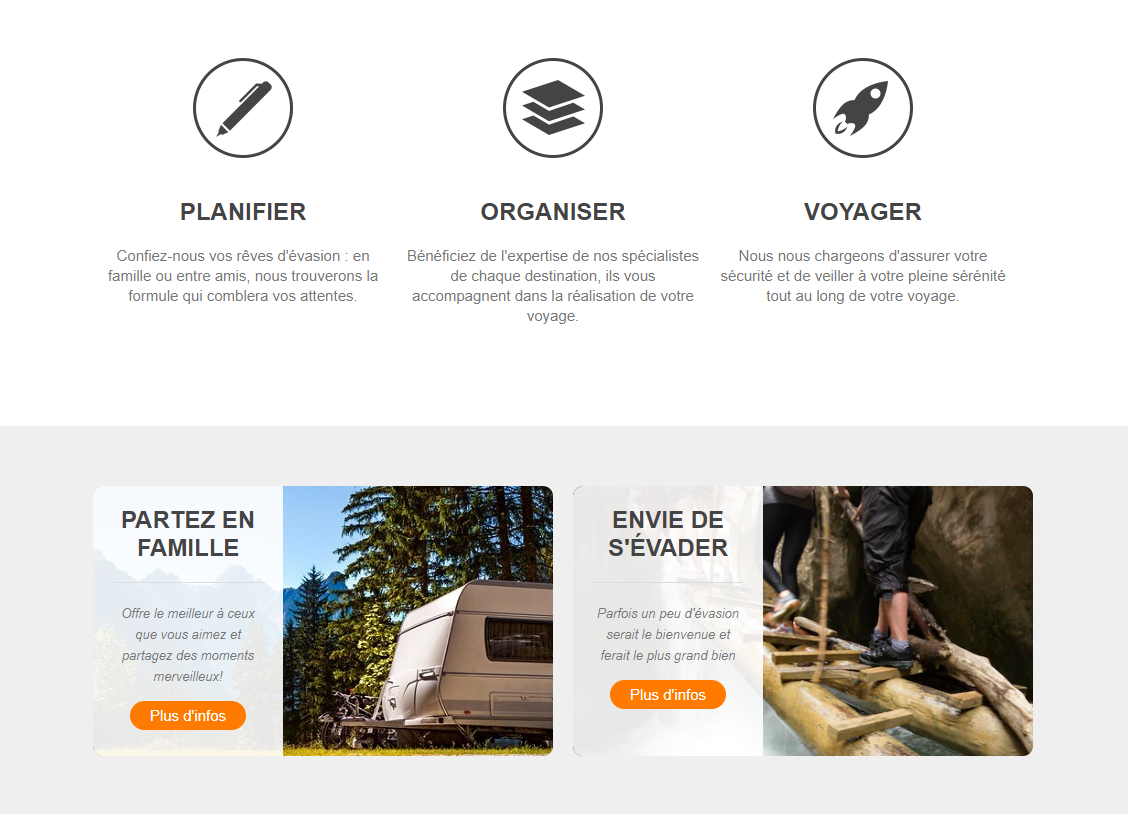 PLANIFIER
Confiez-nous vos rêves d'évasion : en
famille ou entre amis, nous trouverons la
formule qui comblera vos attentes.
ORGANISER
Bénéficiez de l'expertise de nos spécialistes
de chaque destination, ils vous
accompagnent dans la réalisation de votre
voyage.
VOYAGER
Nous nous chargeons d'assurer votre
sécurité et de veiller à votre pleine sérénité
tout au long de votre voyage.
PARTEZ EN
FAMILLE
Offre le meilleur à ceux
que vous aimez et
partagez des moments
merveilleux!
Plus d'infos
ENVIE DE
S'ÉVADER
Parfois un peu d'évasion
serait le bienvenue et
ferait le plus grand bien
Plus d'infos